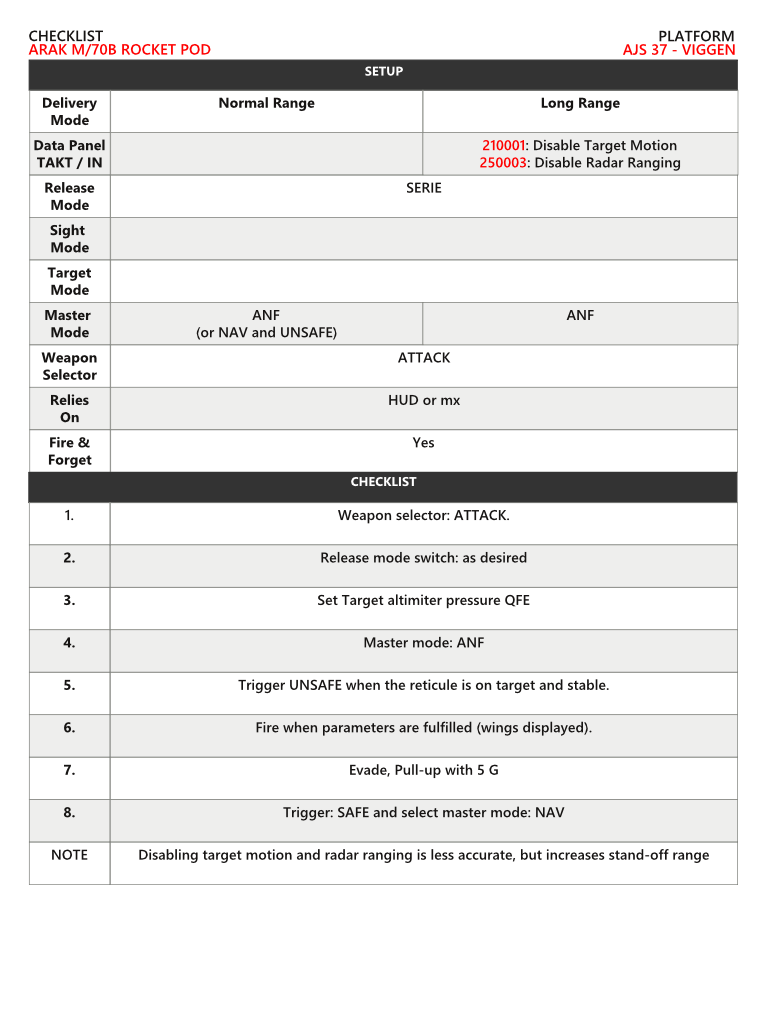 CHECKLIST
PLATFORM
ARAK M/70B ROCKET POD
AJS 37 - VIGGEN
SETUP
Delivery
Mode
Normal Range
Long Range
Data Panel
TAKT / IN
210001: Disable Target Motion
250003: Disable Radar Ranging
Release
Mode
SERIE
Sight
Mode
Target
Mode
Master
Mode
ANF
(or NAV and UNSAFE)
ANF
Weapon
Selector
ATTACK
Relies
On
HUD or mx
Fire &
Forget
Yes
CHECKLIST
1.
Weapon selector: ATTACK.
2.
Release mode switch: as desired
3.
Set Target altimiter pressure QFE
4.
Master mode: ANF
5.
Trigger UNSAFE when the reticule is on target and stable.
6.
Fire when parameters are fulfilled (wings displayed).
7.
Evade, Pull-up with 5 G
8.
Trigger: SAFE and select master mode: NAV
NOTE
Disabling target motion and radar ranging is less accurate, but increases stand-off range